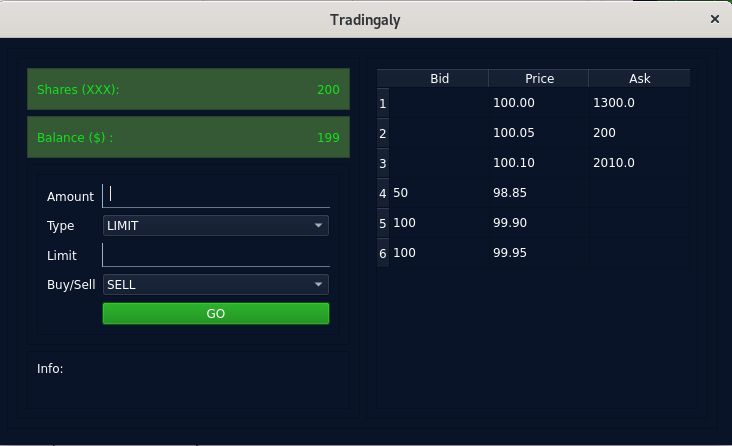 Tradingaly ×
Shares (XXX): 200
Balance ($) : 199
Amount
Type LIMIT
Limit
Buy/Sell SELL
GO
Info:
Bid Price Ask
1 100.00 1300.0
2 100.05 200
3 100.10 2010.0
4 50 98.85
5 100 99.90
6 100 99.95